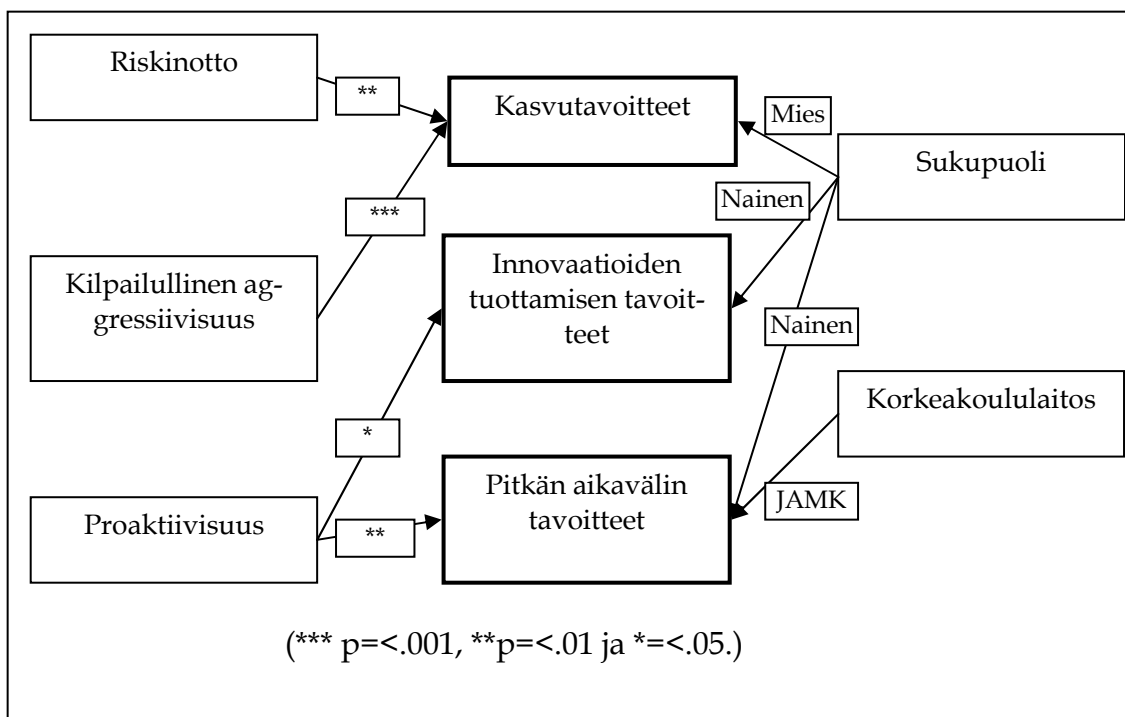 Riskinotto
**
Kasvutavoitteet
Mies
Sukupuoli
***
Nainen
Kilpailullinen ag-
gressiivisuus
Innovaatioiden
tuottamisen tavoit-
teet
Nainen
Korkeakoululaitos
*
Proaktiivisuus
**
Pitkän aikavälin
tavoitteet
JAMK
(*** p=<.001, **p=<.01 ja *=<.05.)